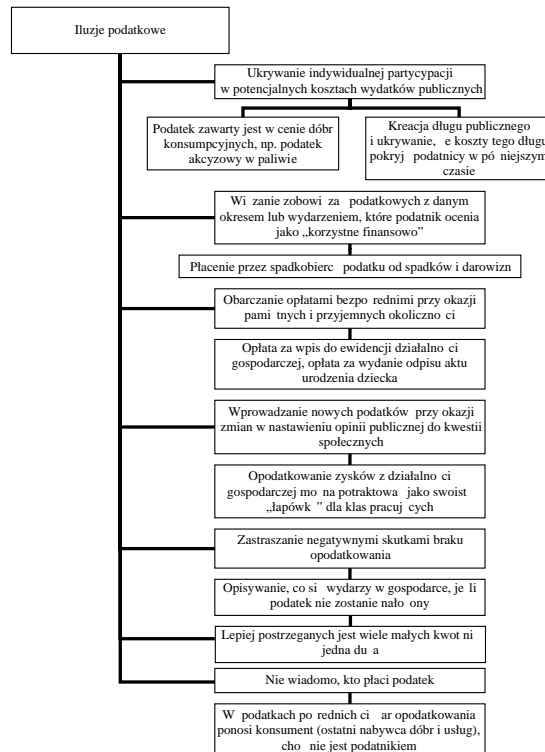 Iluzje podatkowe
Ukrywanie indywidualnej partycypacji
w potencjalnych kosztach wydatków publicznych
Podatek zawarty jest w cenie dóbr
konsumpcyjnych, np. podatek
akcyzowy w paliwie
Kreacja długu publicznego
i ukrywanie, e koszty tego długu
pokryj podatnicy w pó niejszym
czasie
Wi zanie zobowi za podatkowych z danym
okresem lub wydarzeniem, które podatnik ocenia
jako „korzystne finansowo”
Płacenie przez spadkobierc podatku od spadków i darowizn
Obarczanie opłatami bezpo rednimi przy okazji
pami tnych i przyjemnych okoliczno ci
Opłata za wpis do ewidencji działalno ci
gospodarczej, opłata za wydanie odpisu aktu
urodzenia dziecka
Wprowadzanie nowych podatków przy okazji
zmian w nastawieniu opinii publicznej do kwestii
społecznych
Opodatkowanie zysków z działalno ci
gospodarczej mo na potraktowa jako swoist
„łapówk ” dla klas pracuj cych
Zastraszanie negatywnymi skutkami braku
opodatkowania
Opisywanie, co si wydarzy w gospodarce, je li
podatek nie zostanie nało ony
Lepiej postrzeganych jest wiele małych kwot ni
jedna du a
Nie wiadomo, kto płaci podatek
W podatkach po rednich ci ar opodatkowania
ponosi konsument (ostatni nabywca dóbr i usług),
cho nie jest podatnikiem